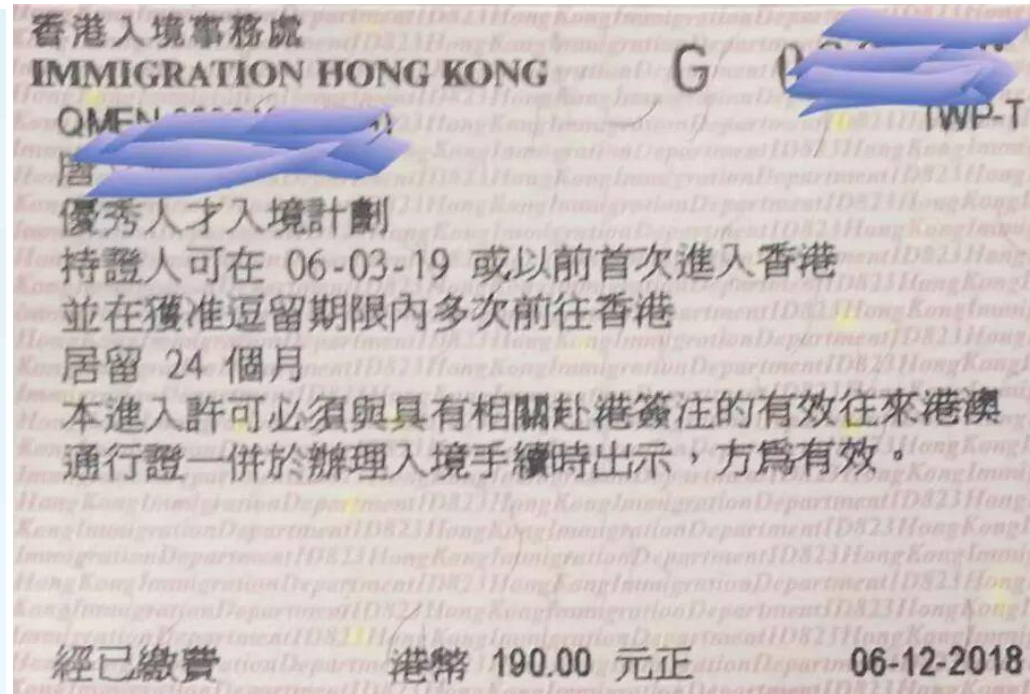 香港入境事務處
IMMIGRATION HONG KONG G
QMEN
TWP-T
唐
優秀人才入境計劃
持證人可在 06-03-19 或以前首次進入香港
並在獲准逗留期限內多次前往香港
居留 24 個月
本進入許可必須與具有相關赴港簽注的有效往來港澳
通行證一併於辦理入境手續時出示，方爲有效。
經已繳費 港幣 190.00 元正 06-12-2018